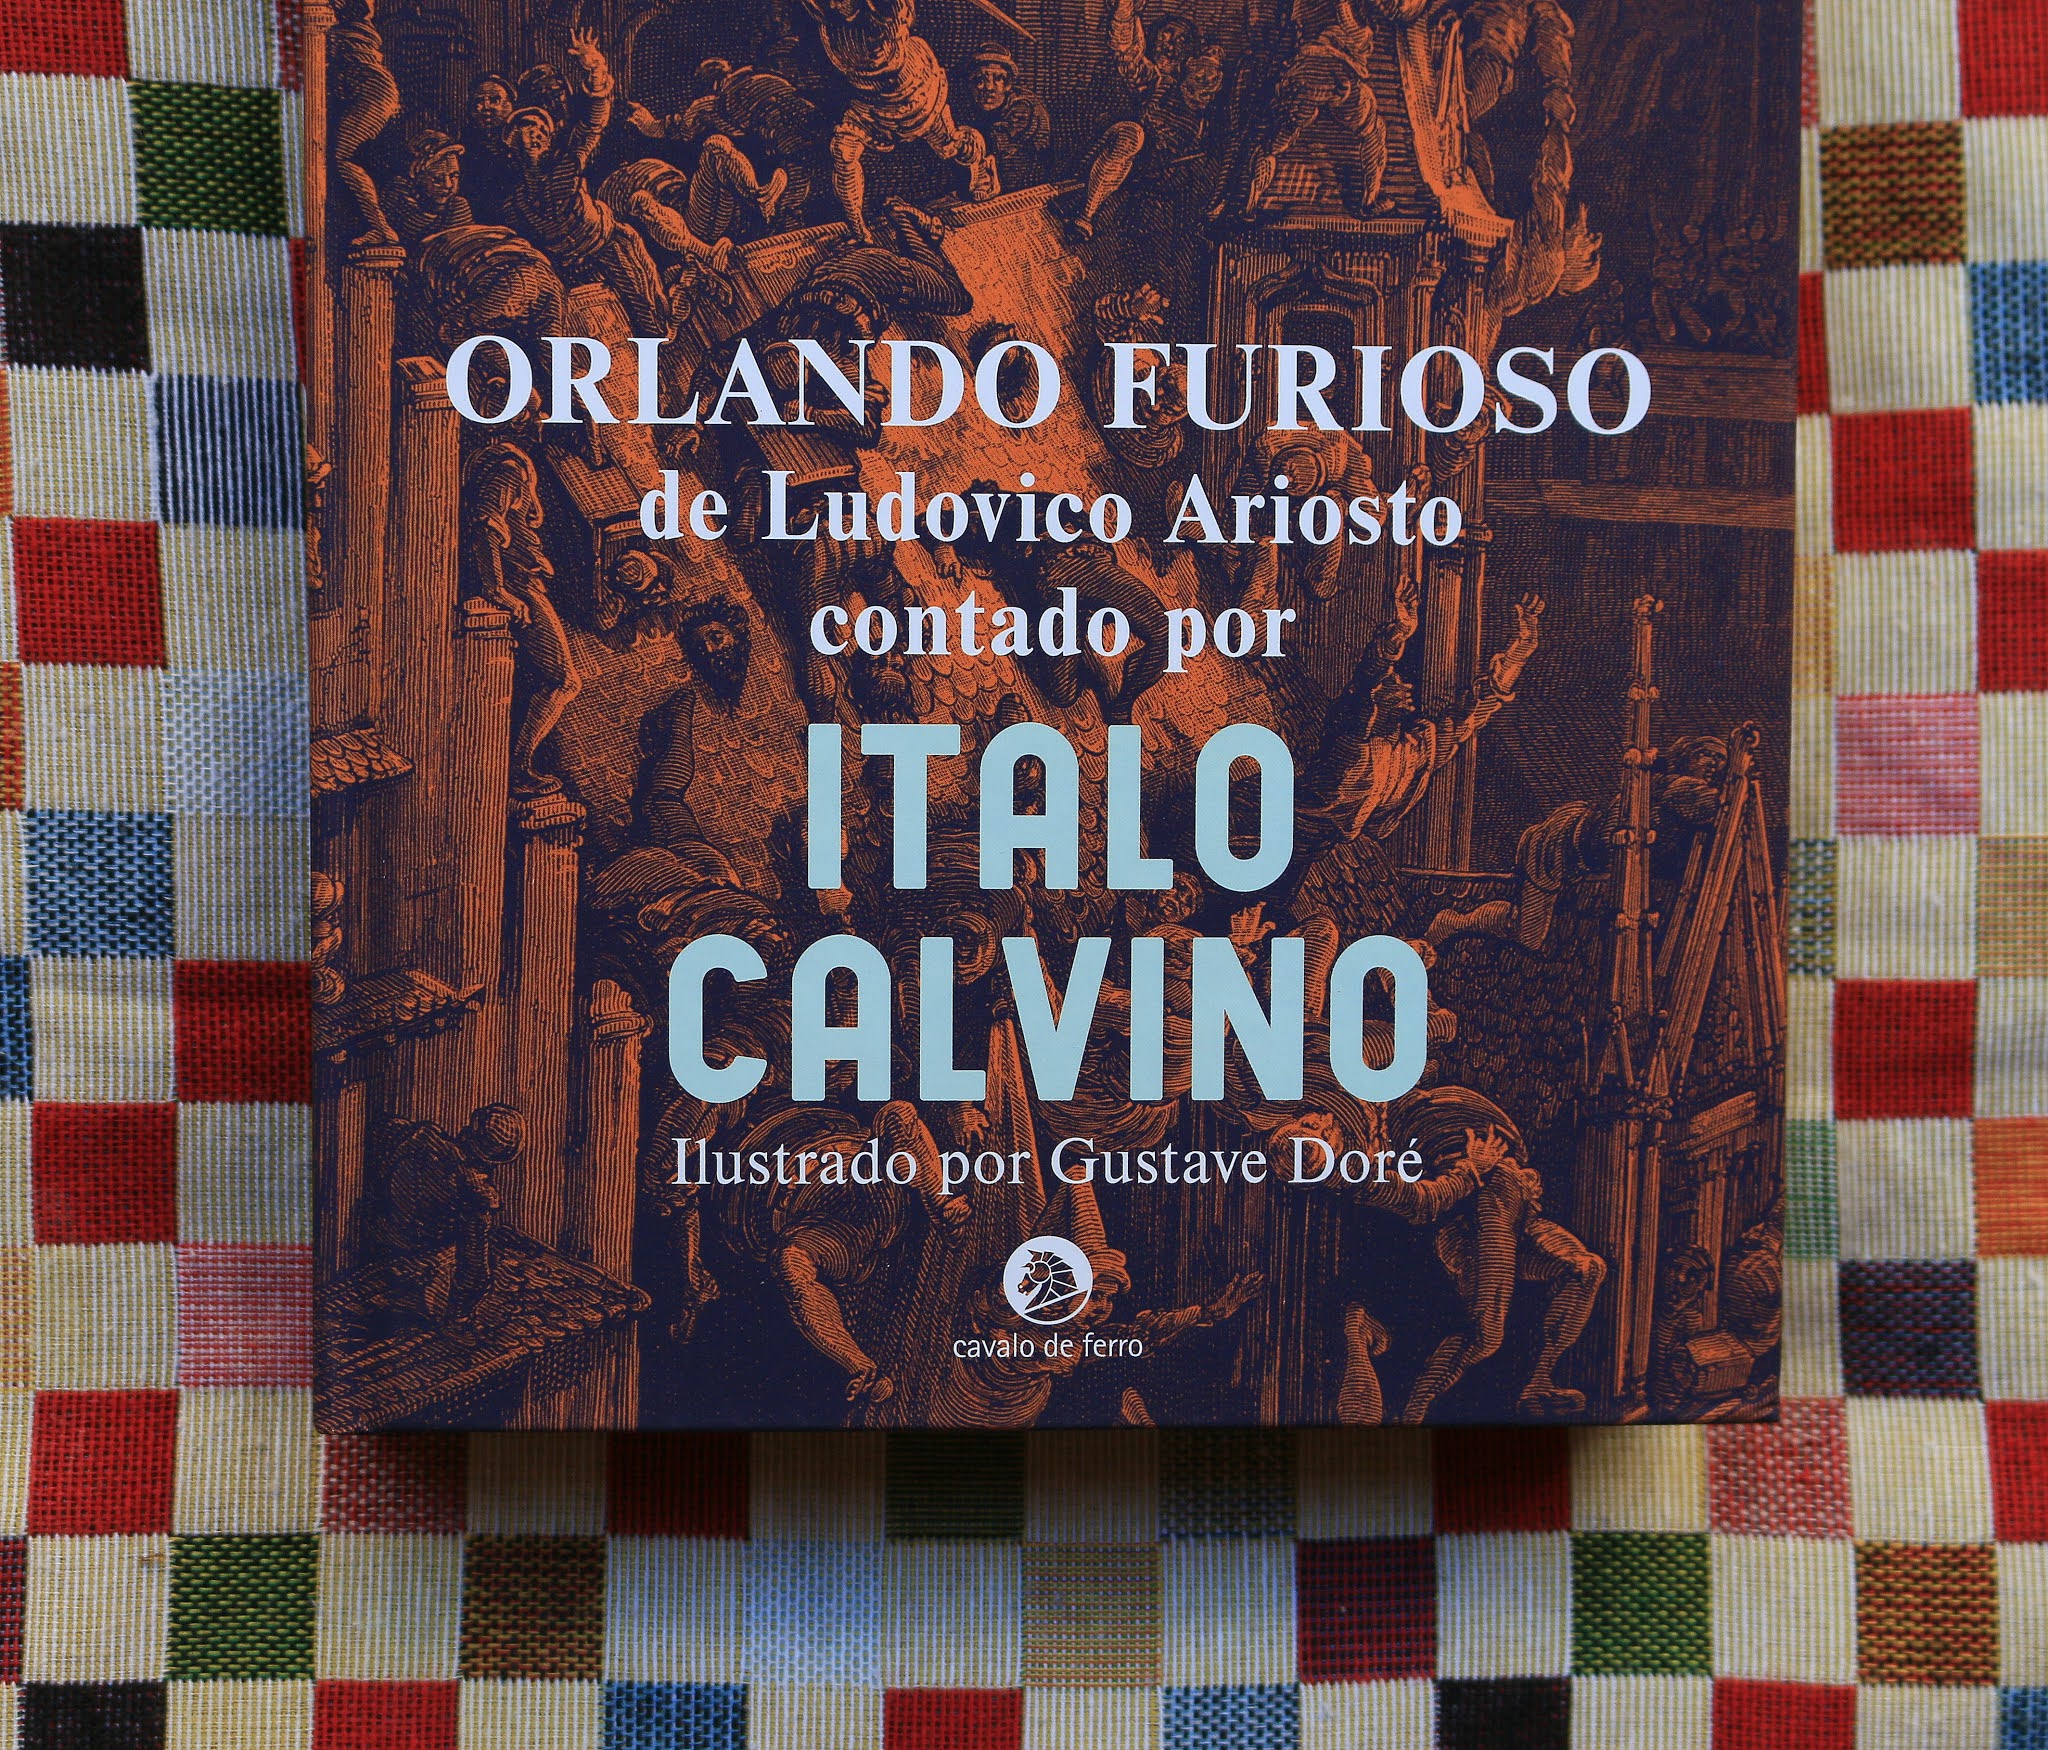 ORLANDO FURIOSO
de Ludovico Ariosto
contado por
ITALO
CALVINO
Ilustrado por Gustave Doré
cavalo de ferro